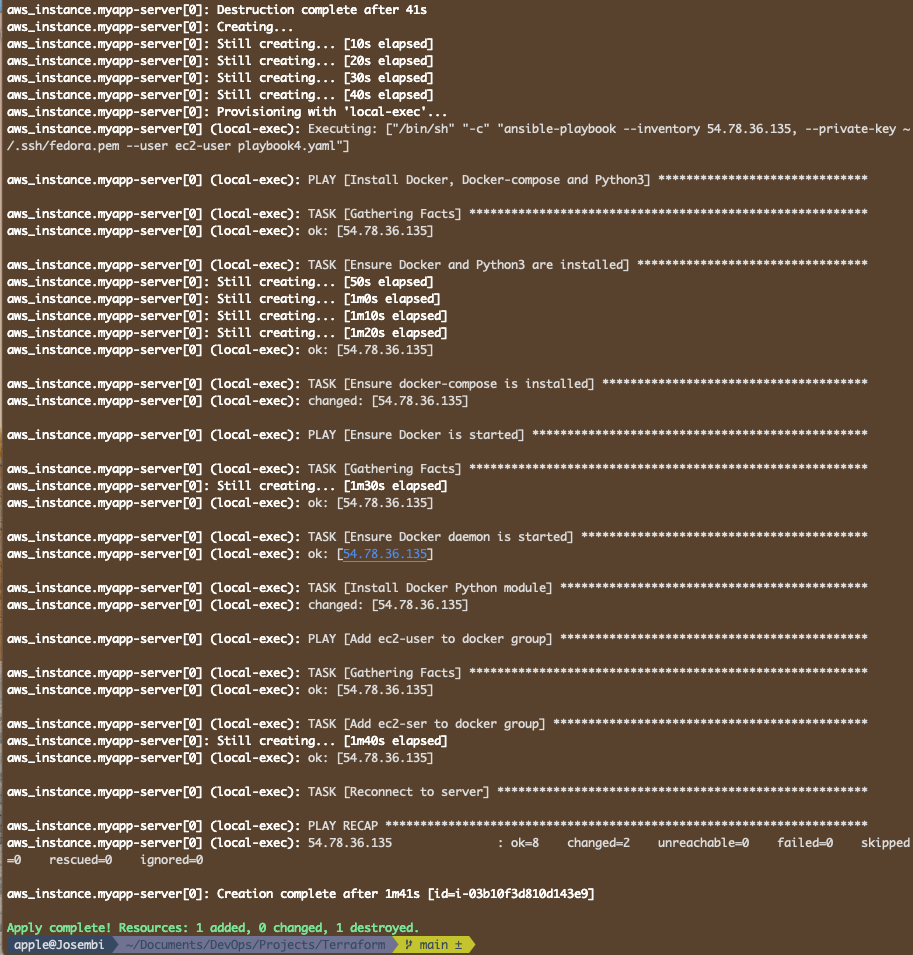 aws_instance.myapp-server[0]: Destruction complete after 41s
aws_instance.myapp-server[0]: Creating...
aws_instance.myapp-server[0]: Still creating... [10s elapsed]
aws_instance.myapp-server[0]: Still creating... [20s elapsed]
aws_instance.myapp-server[0]: Still creating... [30s elapsed]
aws_instance.myapp-server[0]: Still creating... [40s elapsed]
aws_instance.myapp-server[0]: Provisioning with 'local-exec'...
aws_instance.myapp-server[0] (local-exec): Executing: ["/bin/sh" "-c" "ansible-playbook --inventory 54.78.36.135, --private-key ~
/.ssh/fedora.pem --user ec2-user playbook4.yaml"]
aws_instance.myapp-server[0] (local-exec): PLAY [Install Docker, Docker-compose and Python3] ******************************
aws_instance.myapp-server[0] (local-exec): TASK [Gathering Facts] *********************************************************
aws_instance.myapp-server[0] (local-exec): ok: [54.78.36.135]
aws_instance.myapp-server[0] (local-exec): TASK [Ensure Docker and Python3 are installed] *********************************
aws_instance.myapp-server[0]: Still creating... [50s elapsed]
aws_instance.myapp-server[0]: Still creating... [1m0s elapsed]
aws_instance.myapp-server[0]: Still creating... [1m10s elapsed]
aws_instance.myapp-server[0]: Still creating... [1m20s elapsed]
aws_instance.myapp-server[0] (local-exec): ok: [54.78.36.135]
aws_instance.myapp-server[0] (local-exec): TASK [Ensure docker-compose is installed] **************************************
aws_instance.myapp-server[0] (local-exec): changed: [54.78.36.135]
aws_instance.myapp-server[0] (local-exec): PLAY [Ensure Docker is started] ************************************************
aws_instance.myapp-server[0] (local-exec): TASK [Gathering Facts] *********************************************************
aws_instance.myapp-server[0]: Still creating... [1m30s elapsed]
aws_instance.myapp-server[0] (local-exec): ok: [54.78.36.135]
aws_instance.myapp-server[0] (local-exec): TASK [Ensure Docker daemon is started] *****************************************
aws_instance.myapp-server[0] (local-exec): ok: [54.78.36.135]
aws_instance.myapp-server[0] (local-exec): TASK [Install Docker Python module] ********************************************
aws_instance.myapp-server[0] (local-exec): changed: [54.78.36.135]
aws_instance.myapp-server[0] (local-exec): PLAY [Add ec2-user to docker group] ********************************************
aws_instance.myapp-server[0] (local-exec): TASK [Gathering Facts] *********************************************************
aws_instance.myapp-server[0] (local-exec): ok: [54.78.36.135]
aws_instance.myapp-server[0] (local-exec): TASK [Add ec2-ser to docker group] *********************************************
aws_instance.myapp-server[0]: Still creating... [1m40s elapsed]
aws_instance.myapp-server[0] (local-exec): ok: [54.78.36.135]
aws_instance.myapp-server[0] (local-exec): TASK [Reconnect to server] *****************************************************
aws_instance.myapp-server[0] (local-exec): PLAY RECAP *********************************************************************
aws_instance.myapp-server[0] (local-exec): 54.78.36.135 : ok=8 changed=2 unreachable=0 failed=0 skipped
=0 rescued=0 ignored=0
aws_instance.myapp-server[0]: Creation complete after 1m41s [id=i-03b10f3d810d143e9]
Apply complete! Resources: 1 added, 0 changed, 1 destroyed.
apple@Josembi ~/Documents/DevOps/Projects/Terraform main ±